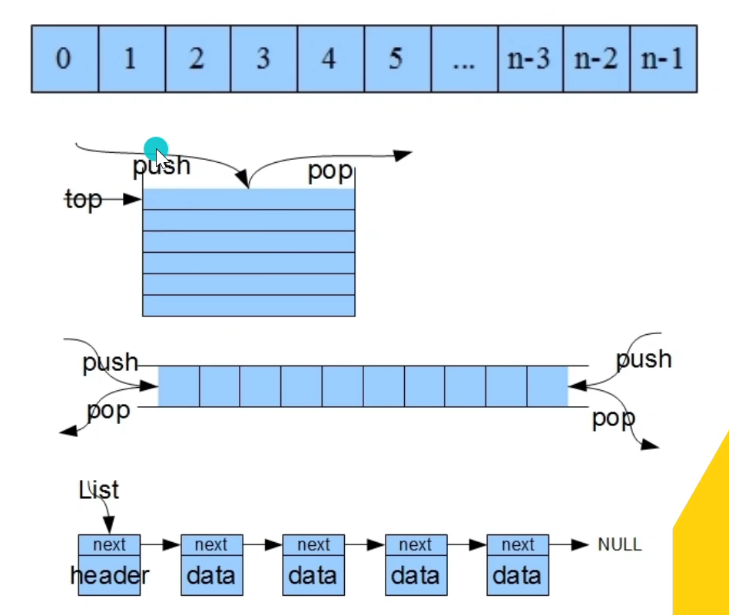 0 1 2 3 4 5 ... n-3 n-2 n-1
push pop
top
push push
pop pop
List
next next next next next NULL
header data data data data